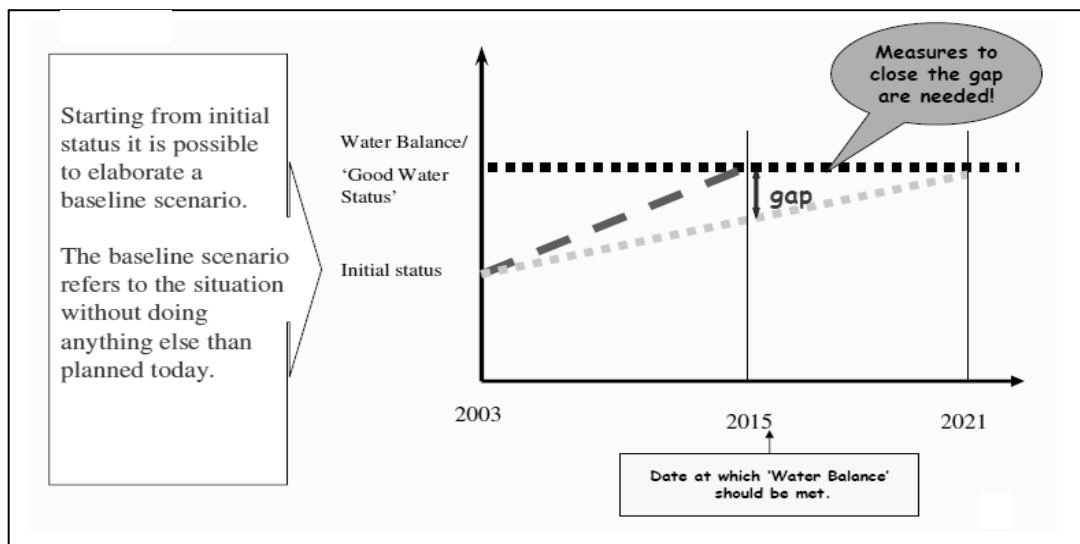 Starting from initial
status it is possible
to elaborate a
baseline scenario.
The baseline scenario
refers to the situation
without doing
anything else than
planned today.
Measures to
close the gap
are needed!
Water Balance/
‘Good Water
Status’
gap
Initial status
2003
2015
2021
Date at which ‘Water Balance’
should be met.